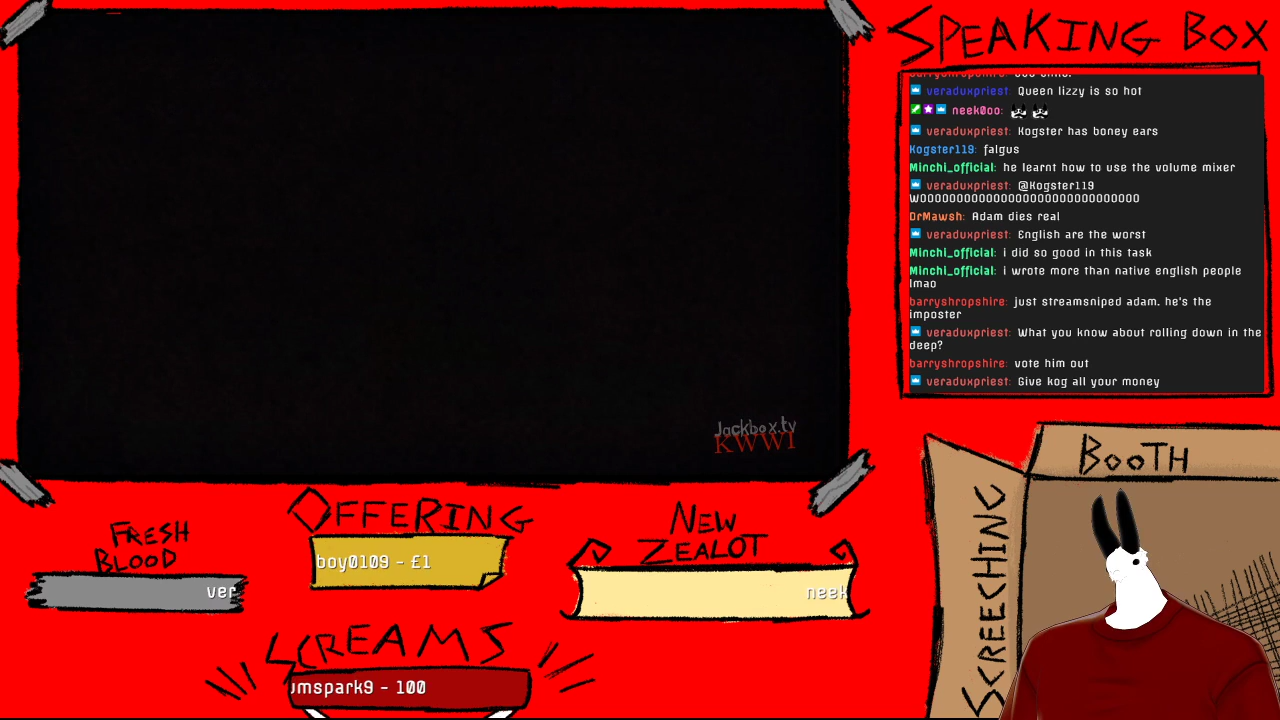 SPEAKING BOX
veraduxpriest: Queen lizzy is so hot
neek0oo:
veraduxpriest: Kogster has boney ears
Kogster119: falgus
Minchi_official: he learnt how to use the volume mixer
veraduxpriest: @Kogster119
WOOOOOOOOOOOOOOOOOOOOOOOOOOOOOOOO
DrMawsh: Adam dies real
veraduxpriest: English are the worst
Minchi_official: i did so good in this task
Minchi_official: i wrote more than native english people
lmao
barryshropshire: just streamsniped adam. he's the
imposter
veraduxpriest: What you know about rolling down in the
deep?
barryshropshire: vote him out
veraduxpriest: Give kog all your money
Jackbox.tv
KWWI
BOOTH
SCREECHING
OFFERING
boy0109 - £1
FRESH
BLOOD
ver
NEW
ZEALOT
neek
SCREAMS
umspark9 - 100